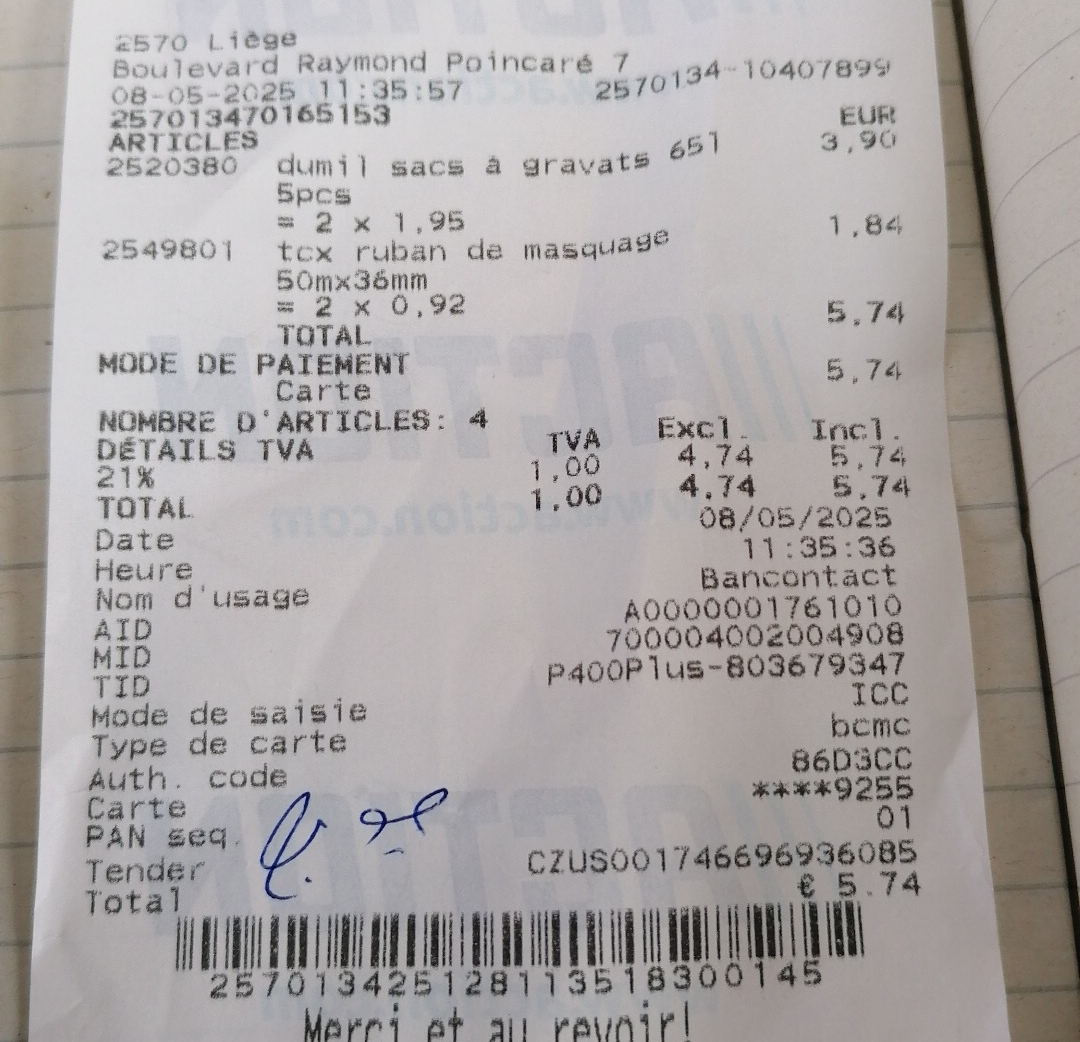 2570 Liège
Boulevard Raymond Poincaré 7
08-05-2025 11:35:57 2570134-10407899
257013470165153 EUR
ARTICLES 3,90
2520380 dumil sacs à gravats 65l
5pcs
= 2 x 1,95 1,84
2549801 tcx ruban de masquage
50mx36mm
= 2 x 0,92 5,74
TOTAL
MODE DE PAIEMENT 5,74
Carte
NOMBRE D'ARTICLES: 4
DÉTAILS TVA TVA Excl. Incl.
21% 1,00 4,74 5,74
TOTAL 1,00 4,74 5,74
Date 08/05/2025
Heure 11:35:36
Nom d'usage Bancontact
AID A0000001761010
MID 700004002004908
TID P400Plus-803679347
Mode de saisie ICC
Type de carte bcmc
Auth. code 86D3CC
Carte ****9255
PAN seq. 01
Tender CZUS001746696936085
Total € 5.74
257013425128113518300145
Merci et au revoir!
ACTION
www.action.com